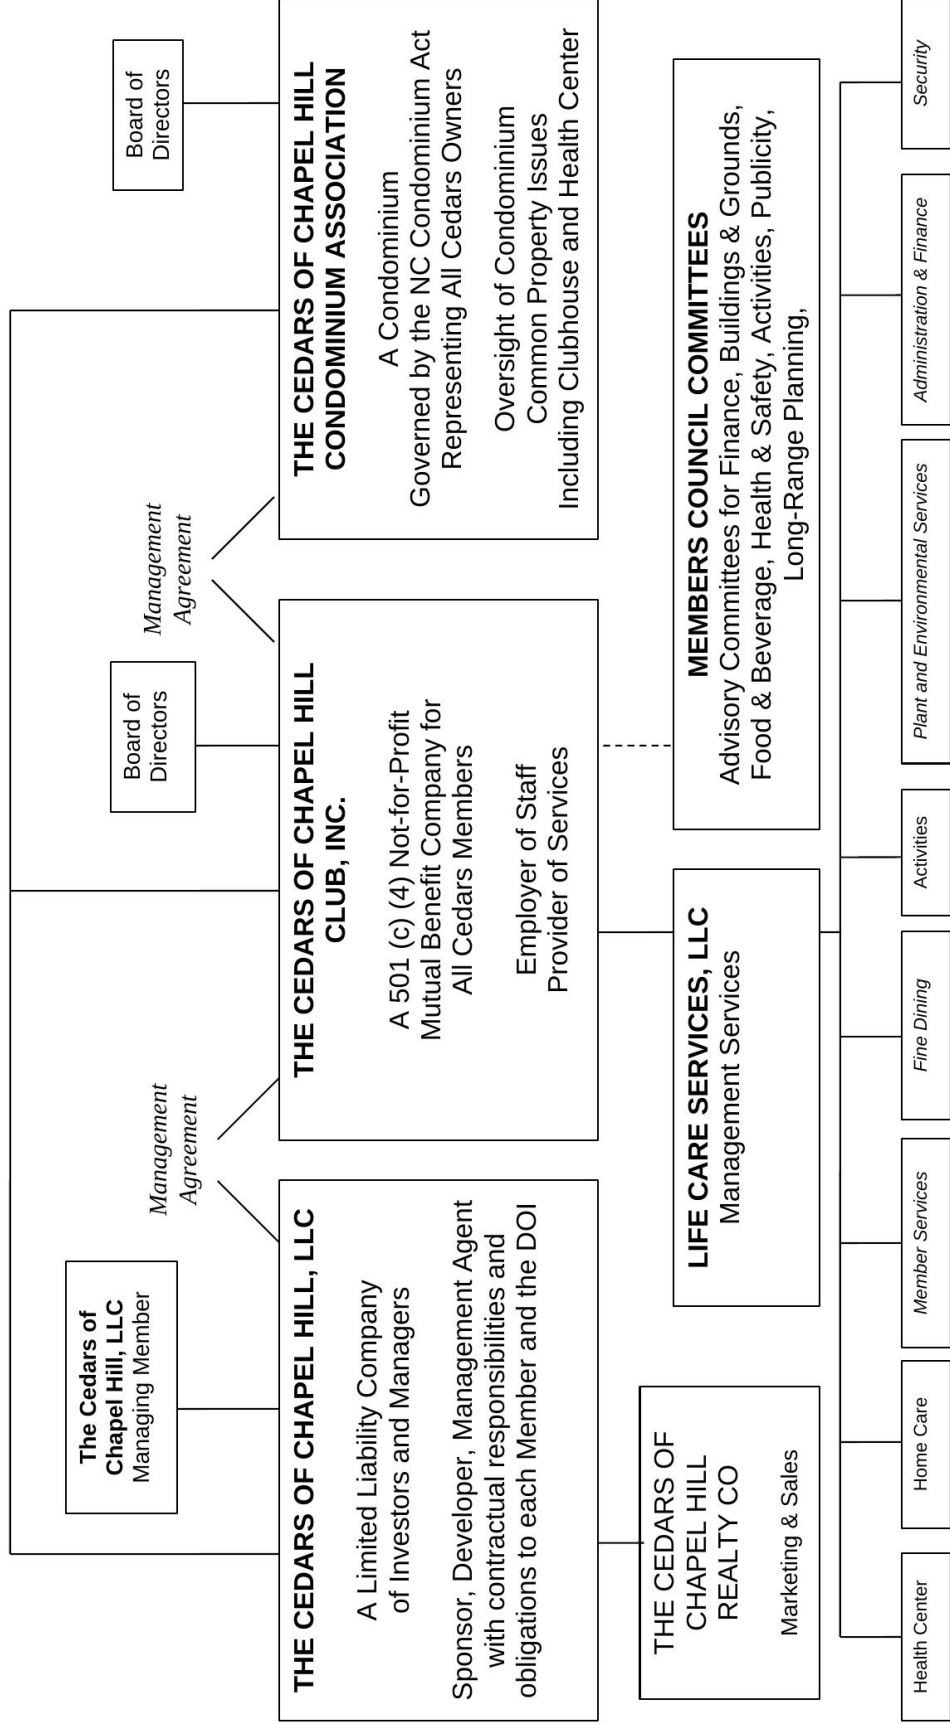 The Cedars of
Chapel Hill, LLC
Managing Member
Management
Agreement
Board of
Directors
Management
Agreement
Board of
Directors
THE CEDARS OF CHAPEL HILL, LLC
A Limited Liability Company
of Investors and Managers
Sponsor, Developer, Management Agent
with contractual responsibilities and
obligations to each Member and the DOI
THE CEDARS OF CHAPEL HILL
CLUB, INC.
A 501 (c) (4) Not-for-Profit
Mutual Benefit Company for
All Cedars Members
Employer of Staff
Provider of Services
THE CEDARS OF CHAPEL HILL
CONDOMINIUM ASSOCIATION
A Condominium
Governed by the NC Condominium Act
Representing All Cedars Owners
Oversight of Condominium
Common Property Issues
Including Clubhouse and Health Center
THE CEDARS OF
CHAPEL HILL
REALTY CO
Marketing & Sales
LIFE CARE SERVICES, LLC
Management Services
MEMBERS COUNCIL COMMITTEES
Advisory Committees for Finance, Buildings & Grounds,
Food & Beverage, Health & Safety, Activities, Publicity,
Long-Range Planning,
Health Center
Home Care
Member Services
Fine Dining
Activities
Plant and Environmental Services
Administration & Finance
Security